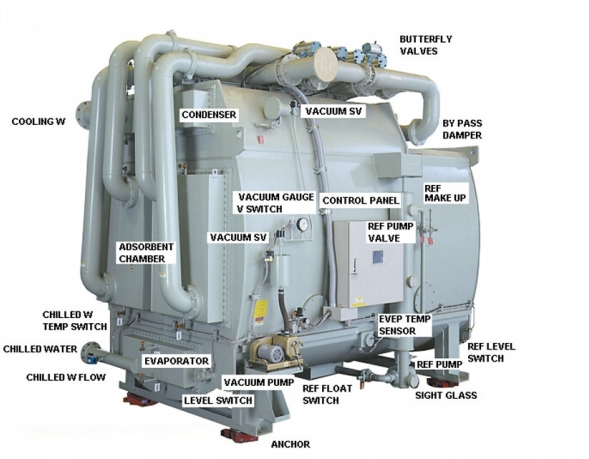 BUTTERFLY
VALVES
COOLING W
CONDENSER
VACUUM SV
BY PASS
DAMPER
VACUUM GAUGE
V SWITCH
CONTROL PANEL
REF
MAKE UP
VACUUM SV
REF PUMP
VALVE
ADSORBENT
CHAMBER
CHILLED W
TEMP SWITCH
EVEP TEMP
SENSOR
CHILLED WATER
EVAPORATOR
REF LEVEL
SWITCH
REF PUMP
CHILLED W FLOW
VACUUM PUMP
REF FLOAT
SWITCH
SIGHT GLASS
LEVEL SWITCH
ANCHOR